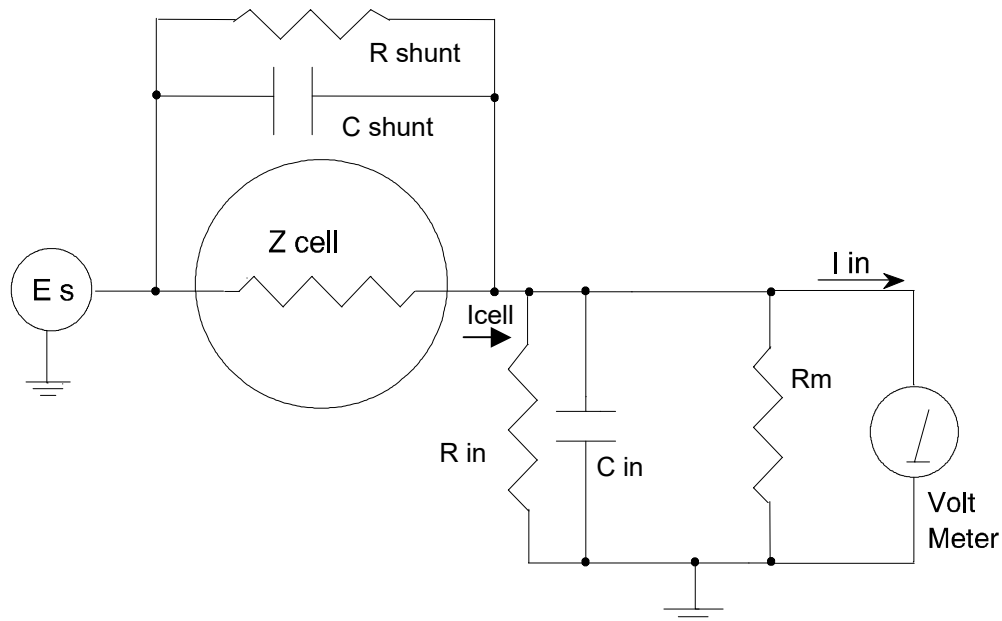 R shunt
C shunt
Z cell
E s
I in
Icell
Rm
R in
C in
Volt
Meter